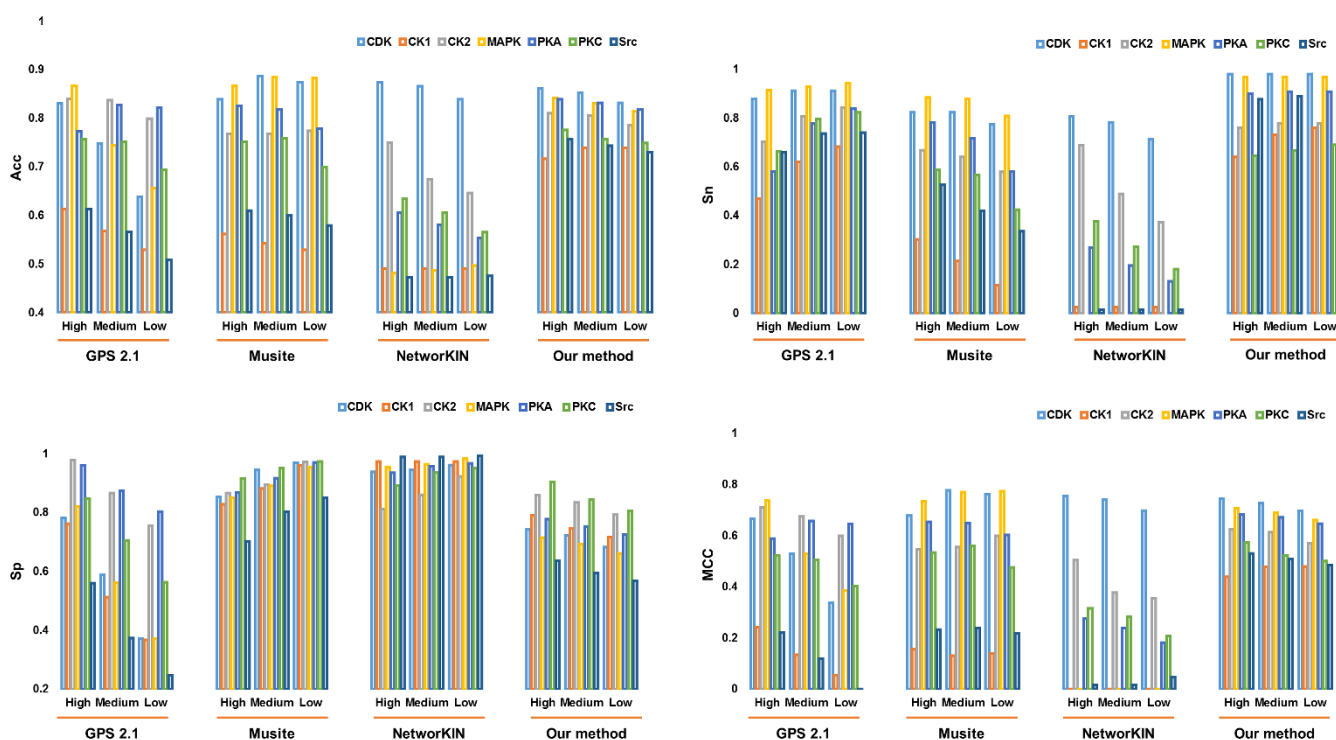 1
CDK CK1 CK2 MAPK PKA PKC Src
0.9
0.8
0.7
Acc
0.6
0.5
0.4
High Medium Low High Medium Low High Medium Low High Medium Low
GPS 2.1 Musite NetworKIN Our method
CDK CK1 CK2 MAPK PKA PKC Src
1
0.8
0.6
Sn
0.4
0.2
0
High Medium Low High Medium Low High Medium Low High Medium Low
GPS 2.1 Musite NetworKIN Our method
CDK CK1 CK2 MAPK PKA PKC Src
1
0.8
Sp
0.6
0.4
0.2
High Medium Low High Medium Low High Medium Low High Medium Low
GPS 2.1 Musite NetworKIN Our method
CDK CK1 CK2 MAPK PKA PKC Src
1
0.8
0.6
MCC
0.4
0.2
0
High Medium Low High Medium Low High Medium Low High Medium Low
GPS 2.1 Musite NetworKIN Our method